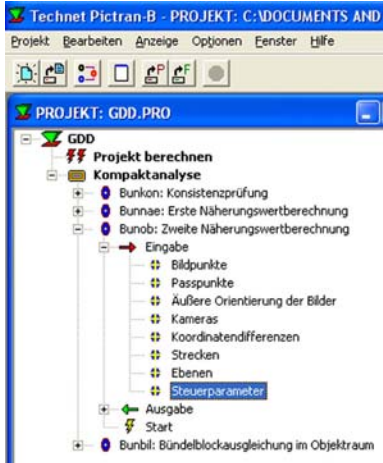 Technet Pictran-B - PROJEKT: C:\DOCUMENTS AND
Projekt Bearbeiten Anzeige Optionen Fenster Hilfe
PROJEKT: GDD.PRO
GDD
Projekt berechnen
Kompaktanalyse
Bunkon: Konsistenzprüfung
Bunnae: Erste Näherungswertberechnung
Bunob: Zweite Näherungswertberechnung
Eingabe
Bildpunkte
Passpunkte
Äußere Orientierung der Bilder
Kameras
Koordinatendifferenzen
Strecken
Ebenen
Steuerparameter
Ausgabe
Start
Bunbil: Bündelblockausgleichung im Objektraum